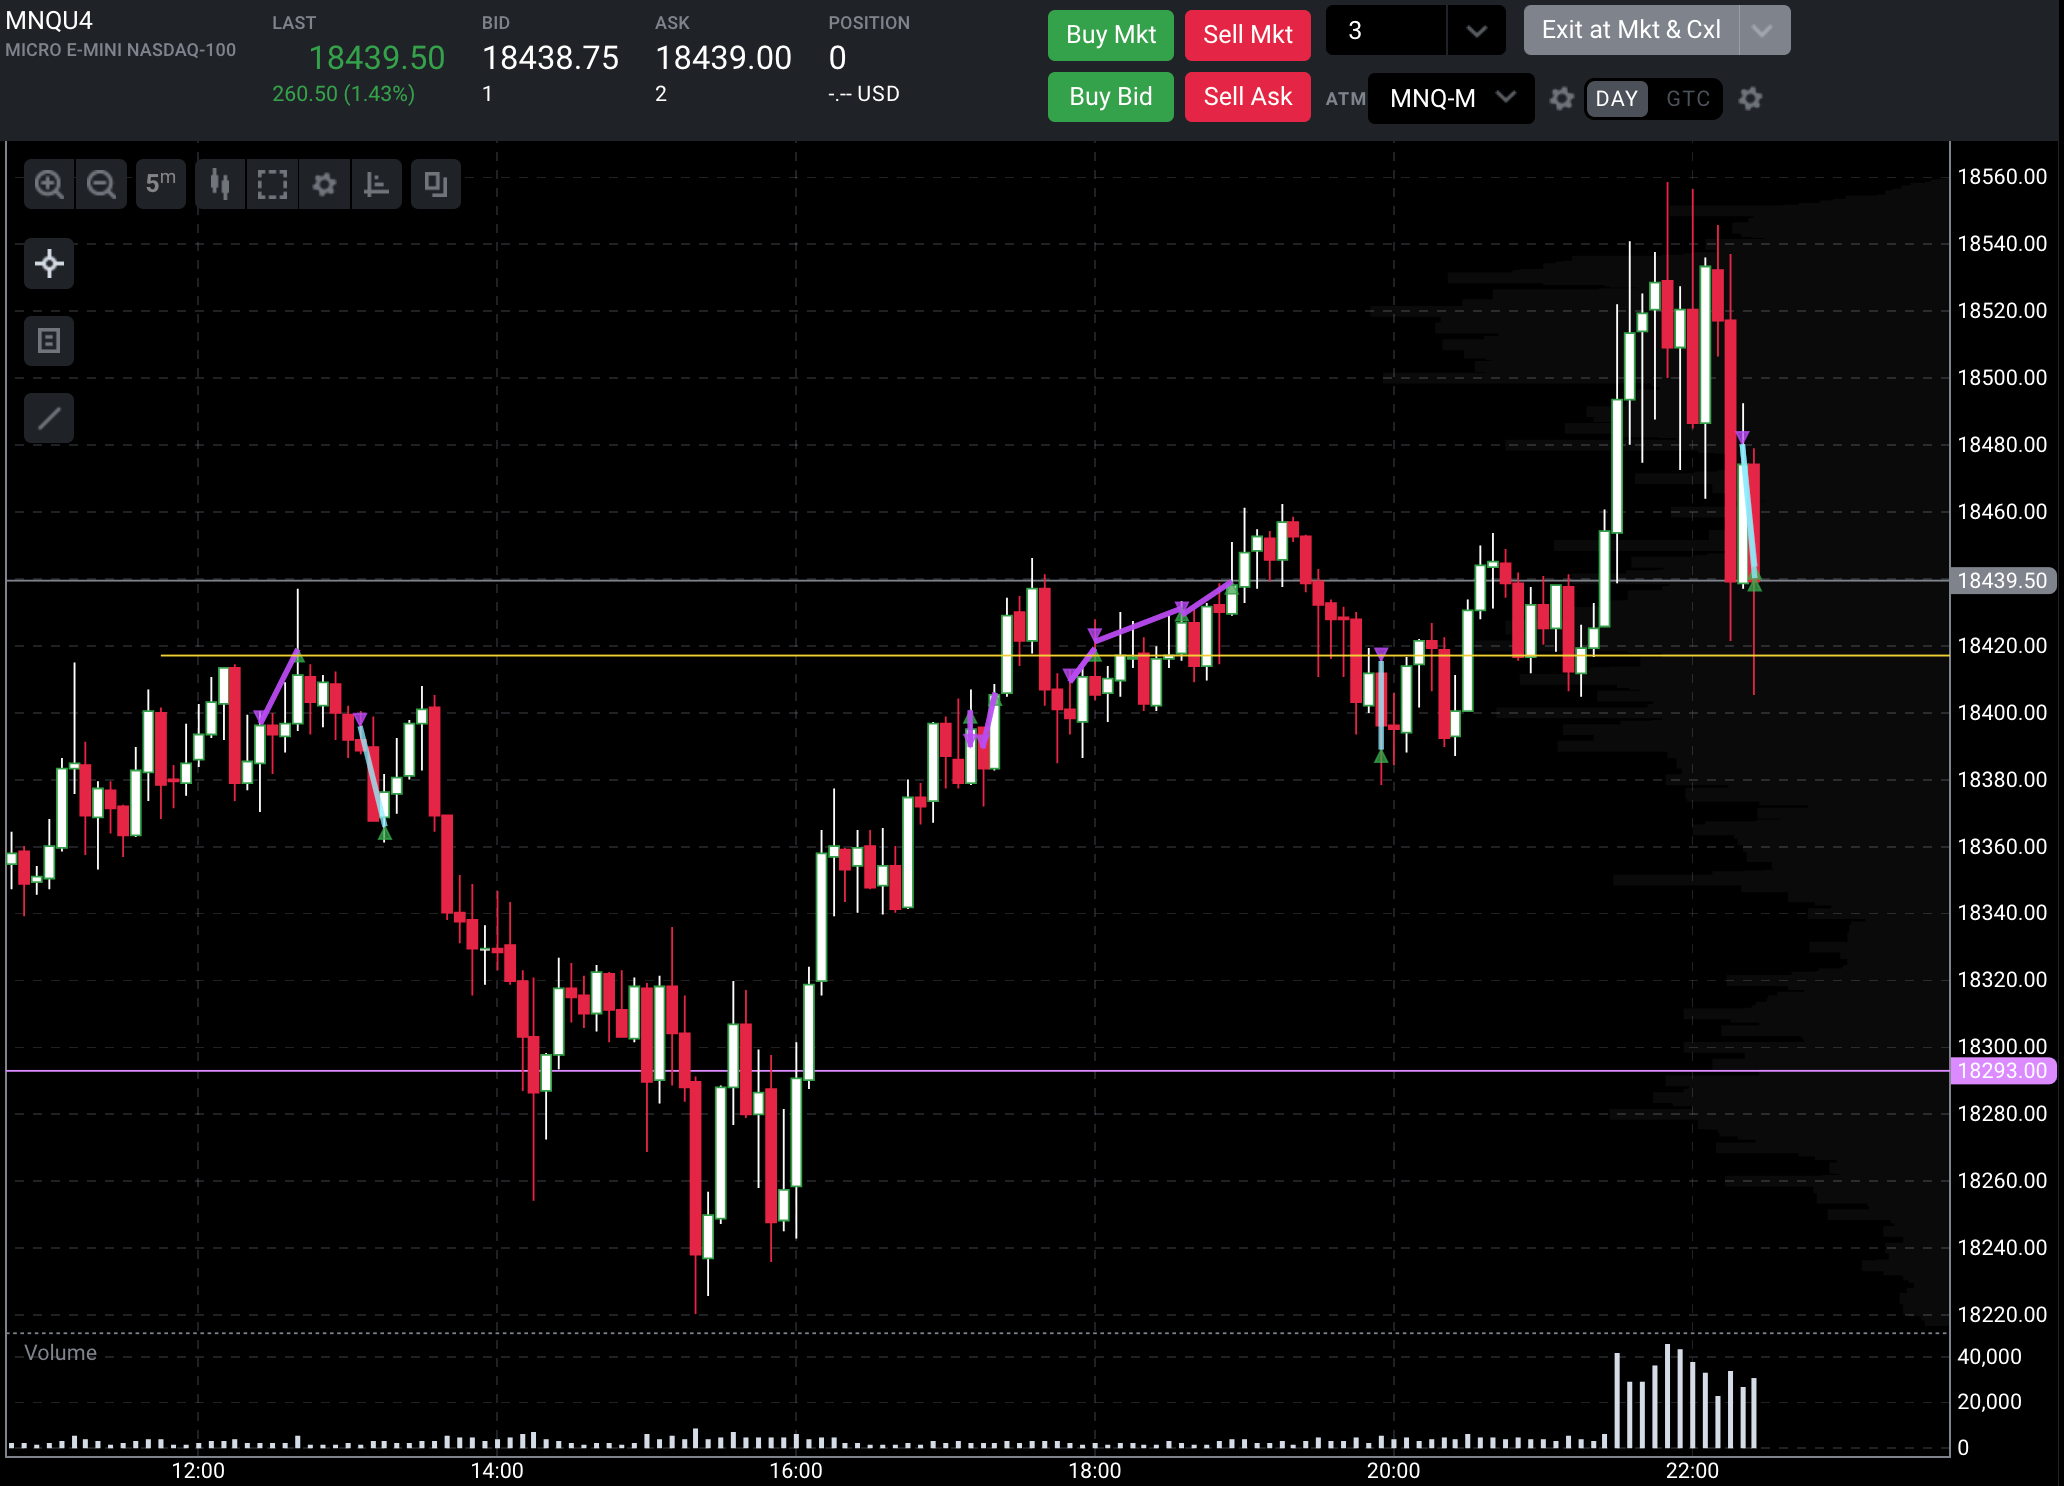 MNQU4
MICRO E-MINI NASDAQ-100
LAST
18439.50
260.50 (1.43%)
BID
18438.75
1
ASK
18439.00
2
POSITION
0
-.-- USD
Buy Mkt
Sell Mkt
3
Exit at Mkt & Cxl
Buy Bid
Sell Ask
ATM
MNQ-M
DAY
GTC
5m
18560.00
18540.00
18520.00
18500.00
18480.00
18460.00
18439.50
18420.00
18400.00
18380.00
18360.00
18340.00
18320.00
18300.00
18293.00
18280.00
18260.00
18240.00
18220.00
Volume
40,000
20,000
0
12:00
14:00
16:00
18:00
20:00
22:00